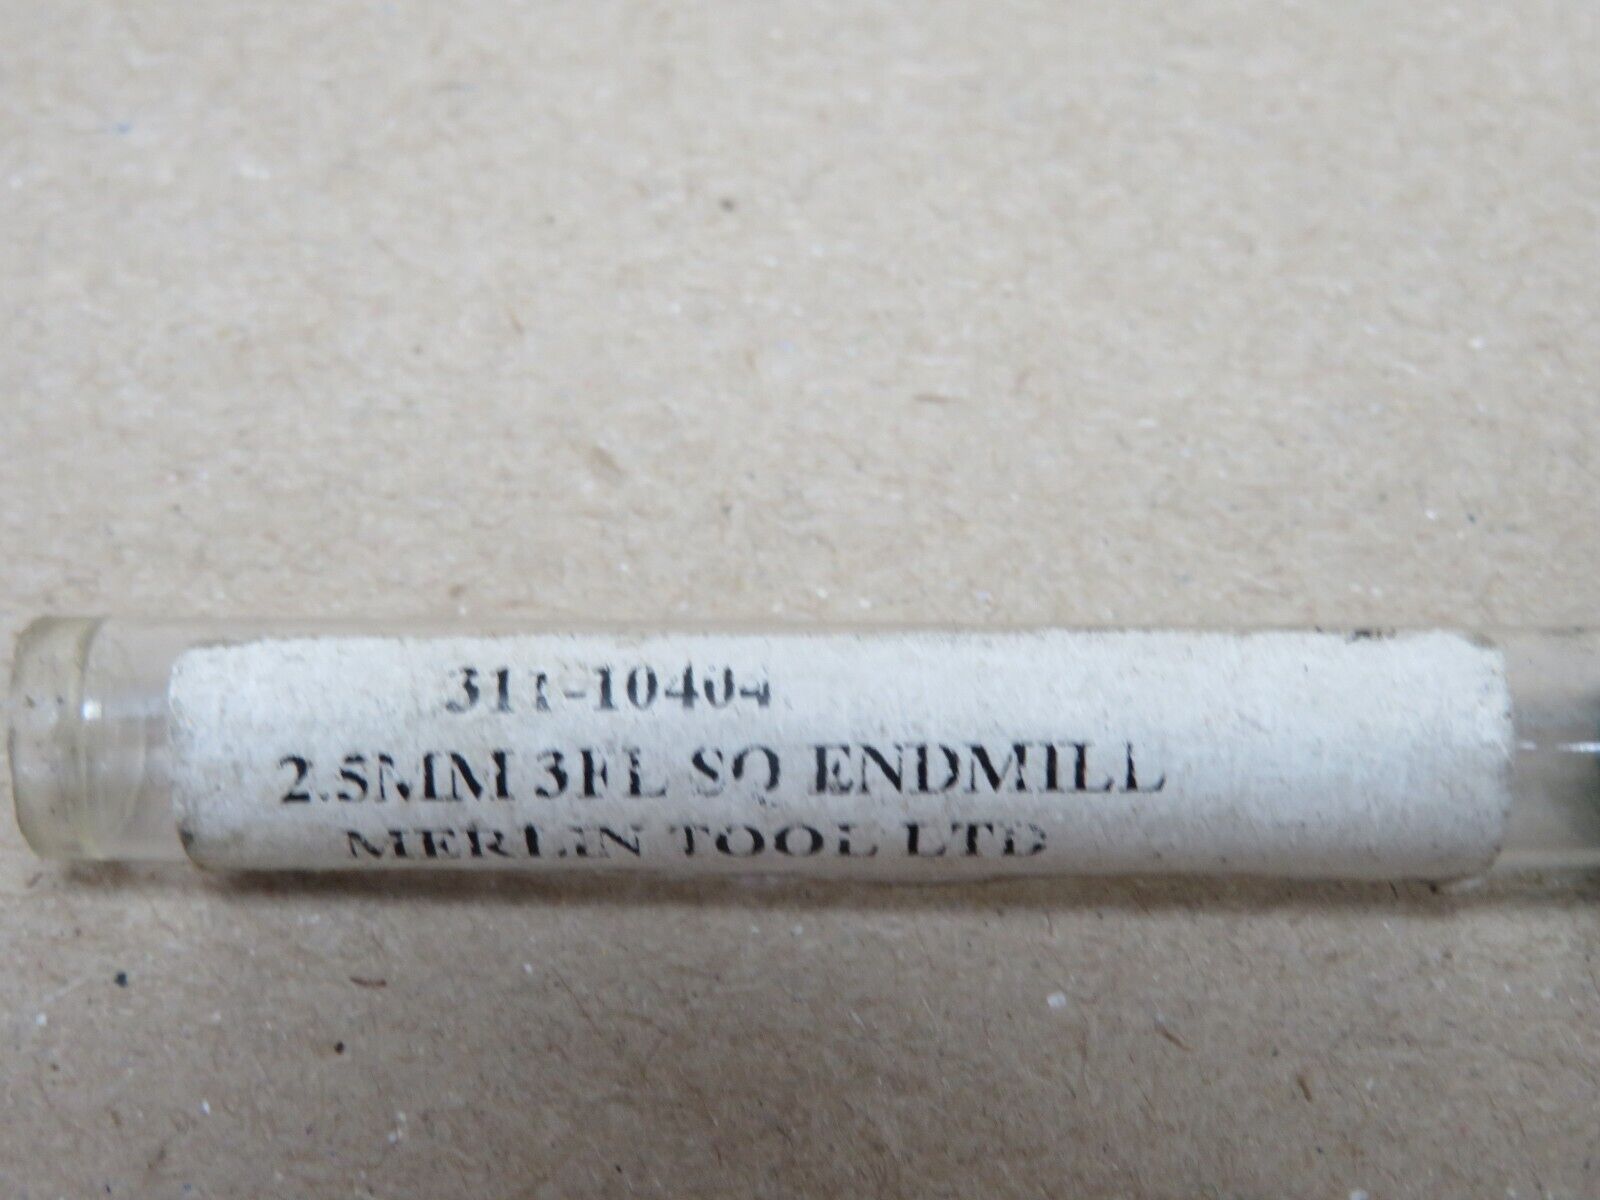 311-10404
2.5MM 3FL SQ ENDMILL
MERLIN TOOL LTD